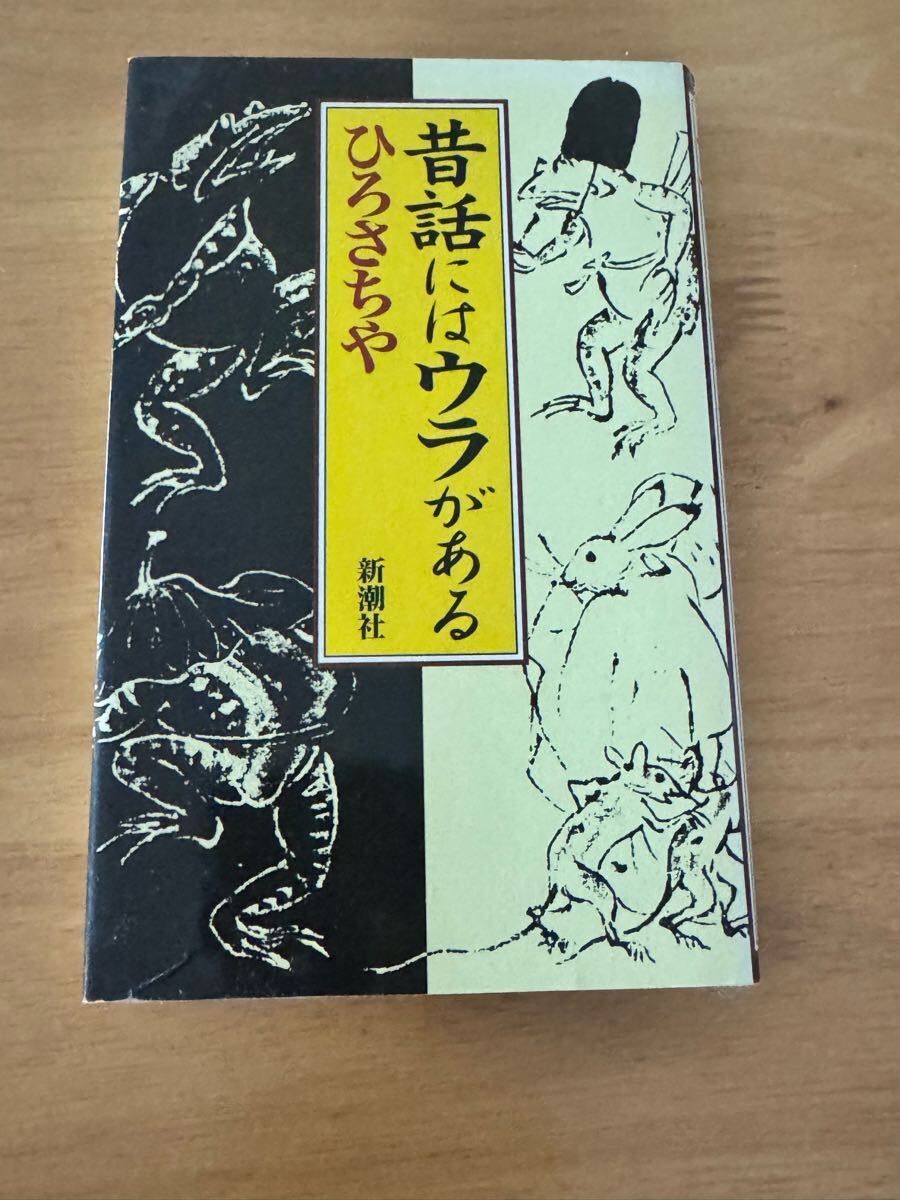 昔話にはウラがある
ひろさちや
新潮社